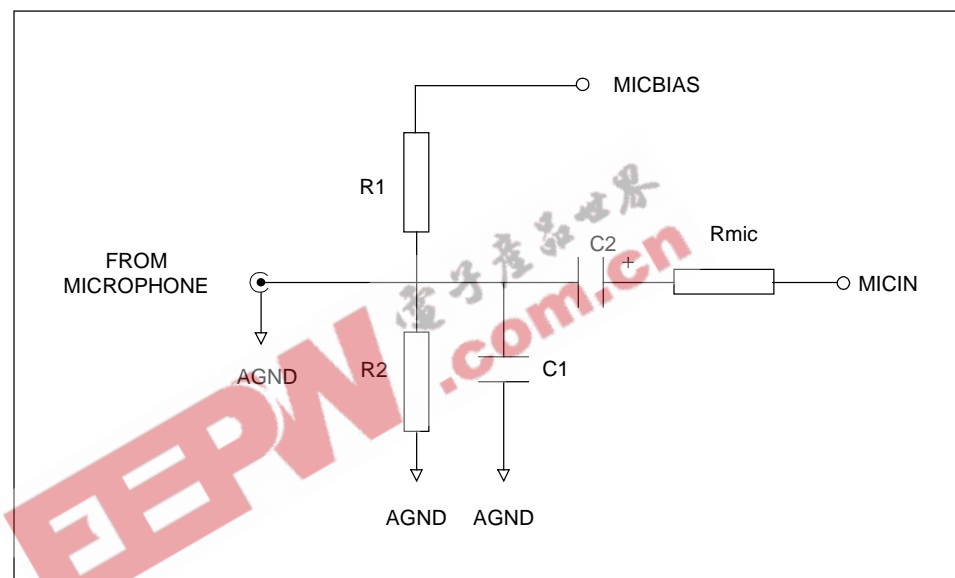 MICBIAS
R1
C2
+
Rmic
FROM
MICROPHONE
MICIN
AGND
R2
C1
AGND
AGND
電子產品世界
EEPW
.com.cn